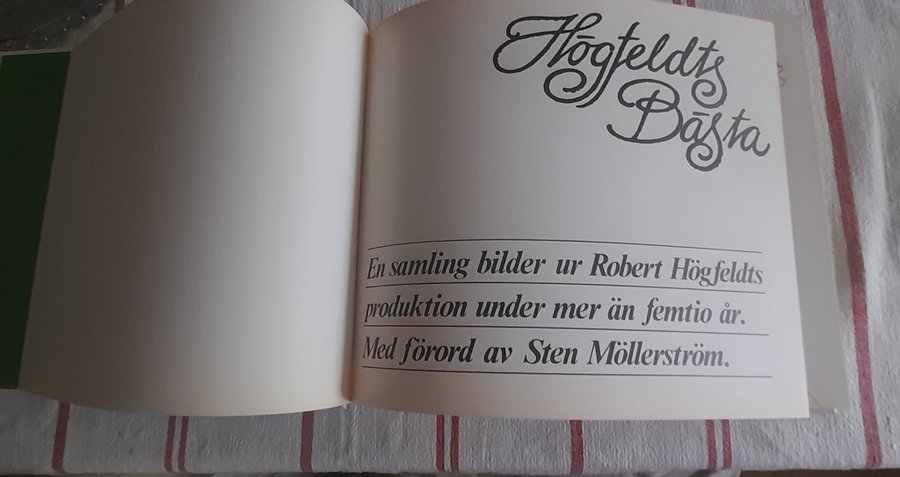 Högfeldts
Bästa
En samling bilder ur Robert Högfeldts
produktion under mer än femtio år.
Med förord av Sten Möllerström.